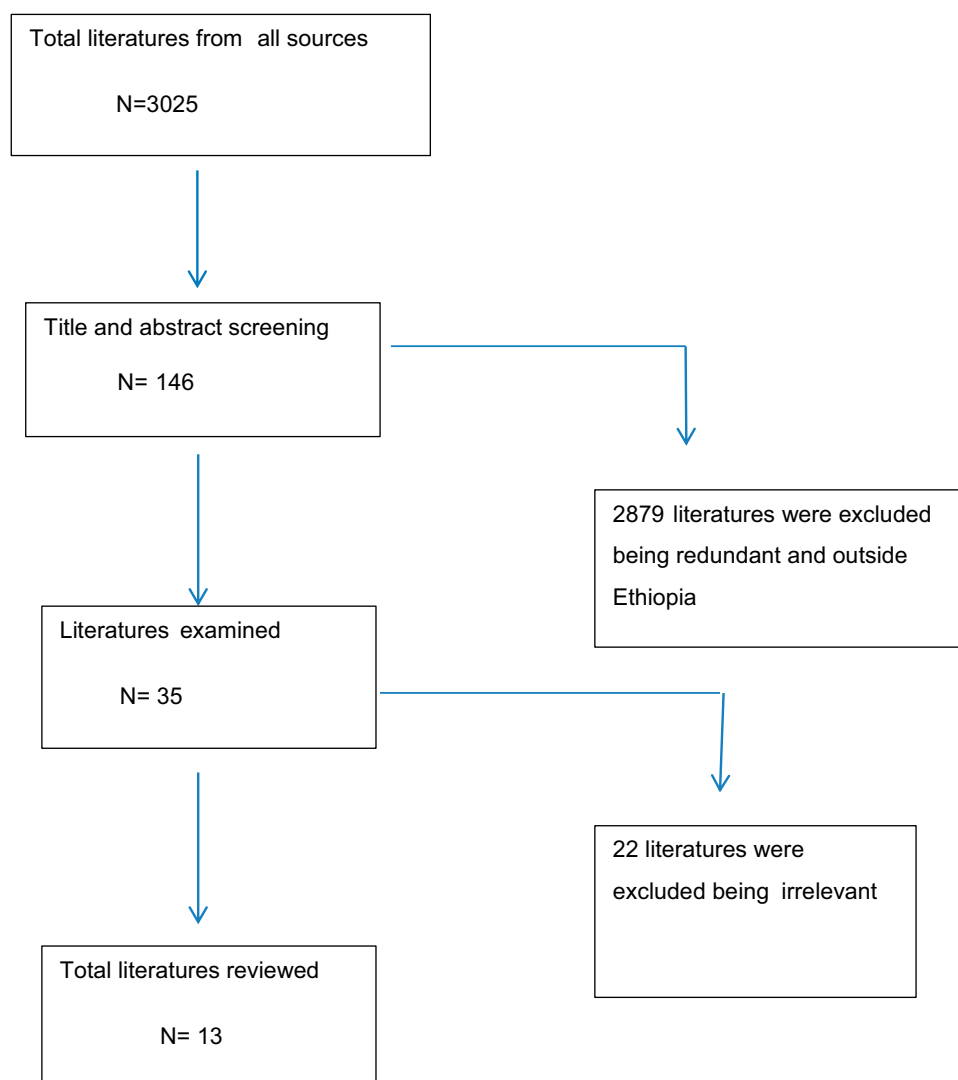 Total literatures from all sources
N=3025
Title and abstract screening
N= 146
2879 literatures were excluded
being redundant and outside
Ethiopia
Literatures examined
N= 35
22 literatures were
excluded being irrelevant
Total literatures reviewed
N= 13